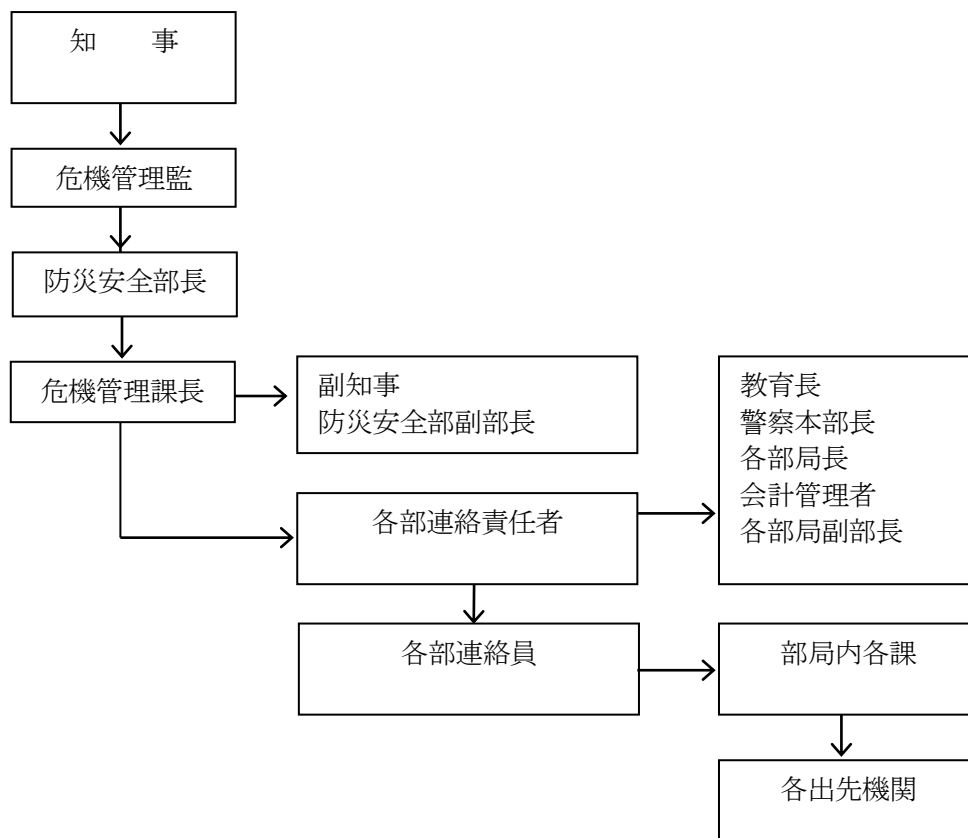 知　　事
危機管理監
防災安全部長
危機管理課長
副知事
防災安全部副部長
教育長
警察本部長
各部局長
会計管理者
各部局副部長
各部連絡責任者
各部連絡員
部局内各課
各出先機関